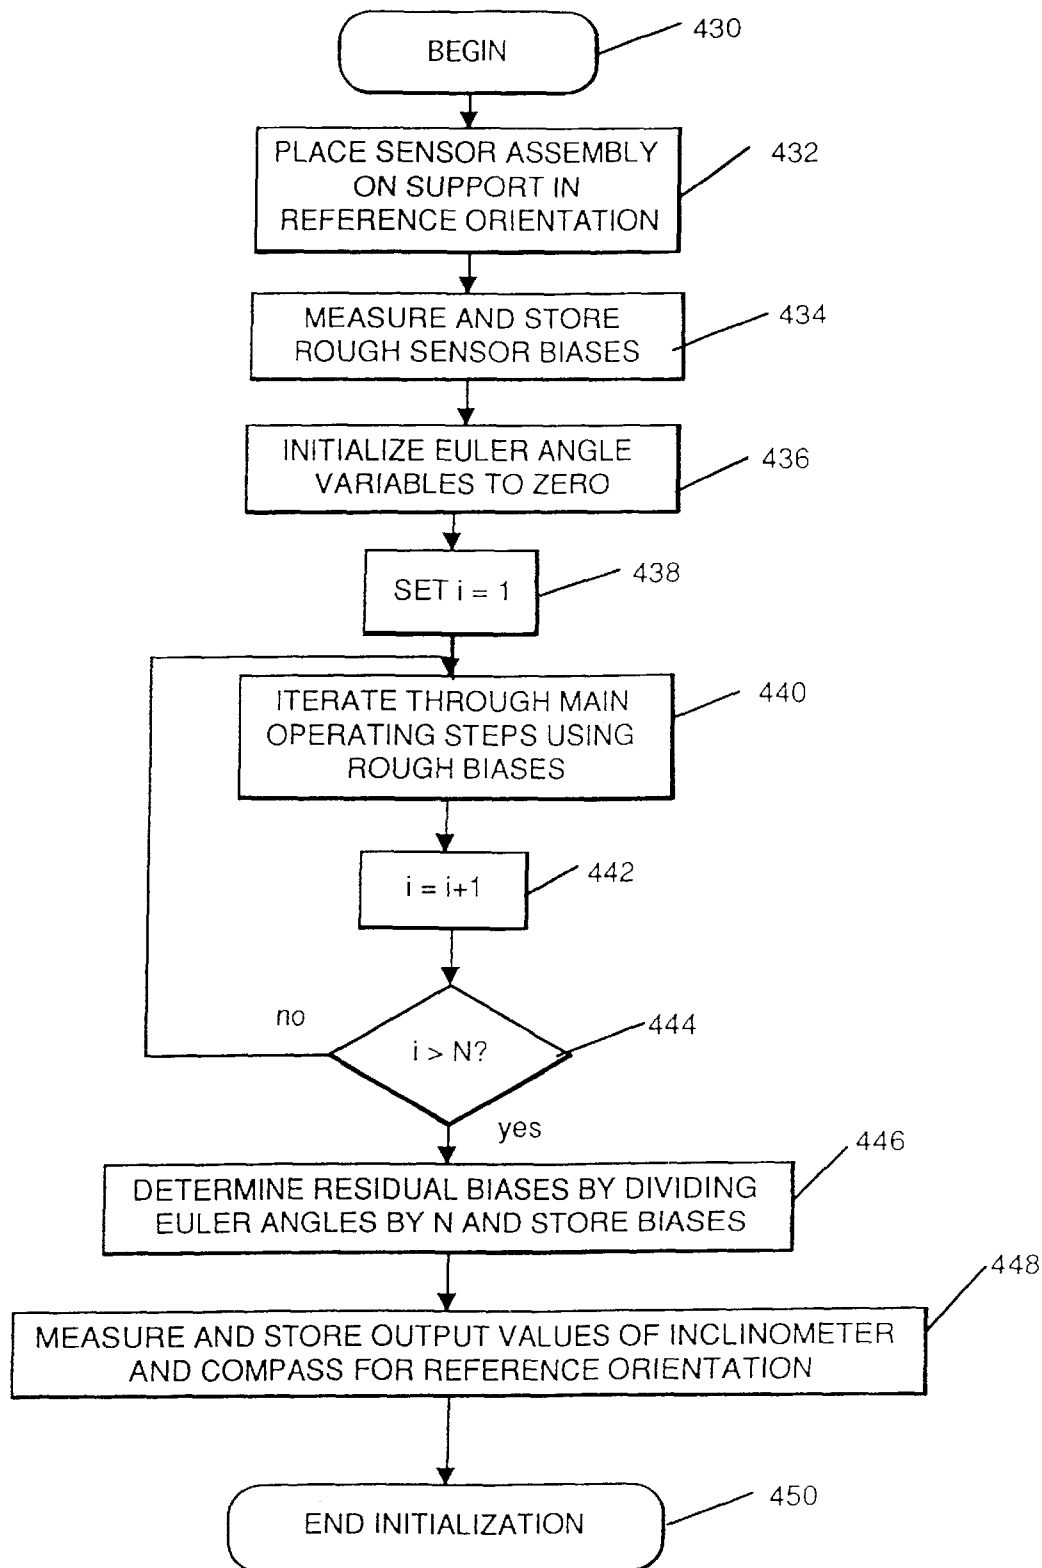 BEGIN
430
PLACE SENSOR ASSEMBLY
ON SUPPORT IN
REFERENCE ORIENTATION
432
MEASURE AND STORE
ROUGH SENSOR BIASES
434
INITIALIZE EULER ANGLE
VARIABLES TO ZERO
436
SET i = 1
438
ITERATE THROUGH MAIN
OPERATING STEPS USING
ROUGH BIASES
440
i = i+1
442
no
i > N?
444
yes
DETERMINE RESIDUAL BIASES BY DIVIDING
EULER ANGLES BY N AND STORE BIASES
446
MEASURE AND STORE OUTPUT VALUES OF INCLINOMETER
AND COMPASS FOR REFERENCE ORIENTATION
448
END INITIALIZATION
450